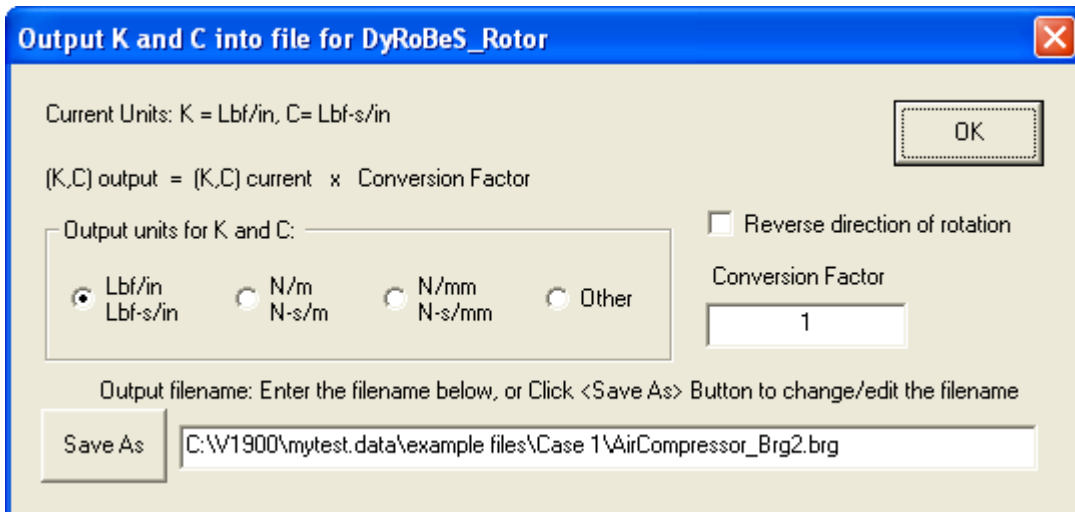 Output K and C into file for DyRoBeS_Rotor
Current Units: K = Lbf/in, C= Lbf-s/in
OK
(K,C) output = (K,C) current x Conversion Factor
Output units for K and C:
Reverse direction of rotation
Lbf/in
Lbf-s/in
N/m
N-s/m
N/mm
N-s/mm
Other
Conversion Factor
1
Output filename: Enter the filename below, or Click <Save As> Button to change/edit the filename
Save As
C:\V1900\mytest.data\example files\Case 1\AirCompressor_Brg2.brg